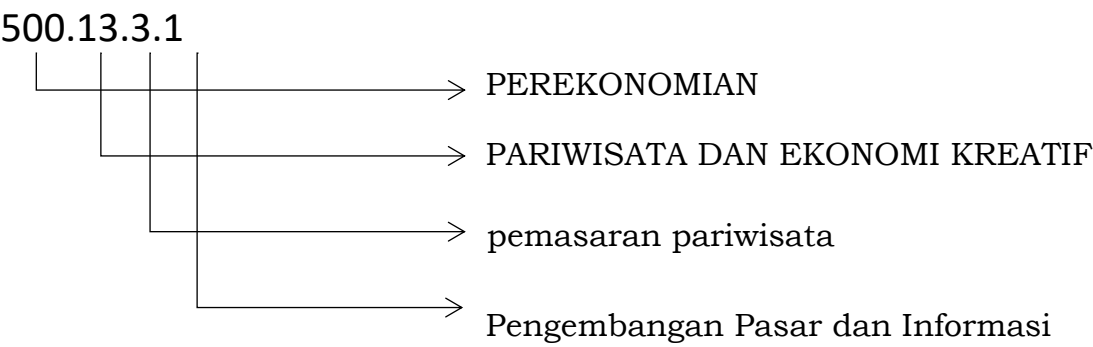 500.13.3.1
PEREKONOMIAN
PARIWISATA DAN EKONOMI KREATIF
pemasaran pariwisata
Pengembangan Pasar dan Informasi